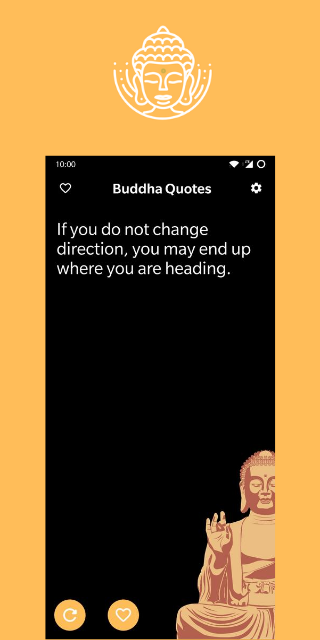 10:00
Buddha Quotes
If you do not change
direction, you may end up
where you are heading.